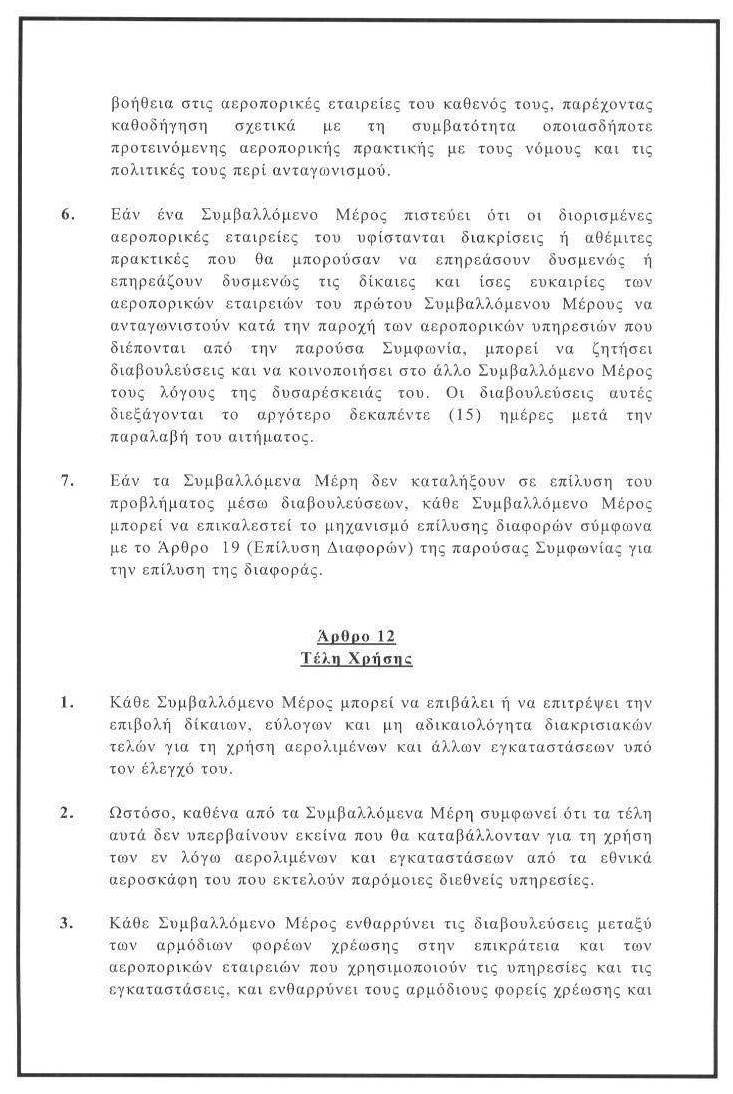 βοήθεια στις αεροπορικές εταιρείες του καθενός τους, παρέχοντας
καθοδήγηση σχετικά με τη συμβατότητα οποιασδήποτε
προτεινόμενης αεροπορικής πρακτικής με τους νόμους και τις
πολιτικές τους περί ανταγωνισμού.
6. Εάν ένα Συμβαλλόμενο Μέρος πιστεύει ότι οι διορισμένες
αεροπορικές εταιρείες του υφίστανται διακρίσεις ή αθέμιτες
πρακτικές που θα μπορούσαν να επηρεάσουν δυσμενώς ή
επηρεάζουν δυσμενώς τις δίκαιες και ίσες ευκαιρίες των
αεροπορικών εταιρειών του πρώτου Συμβαλλόμενου Μέρους να
ανταγωνιστούν κατά την παροχή των αεροπορικών υπηρεσιών που
διέπονται από την παρούσα Συμφωνία, μπορεί να ζητήσει
διαβουλεύσεις και να κοινοποιήσει στο άλλο Συμβαλλόμενο Μέρος
τους λόγους της δυσαρέσκειάς του. Οι διαβουλεύσεις αυτές
διεξάγονται το αργότερο δεκαπέντε (15) ημέρες μετά την
παραλαβή του αιτήματος.
7. Εάν τα Συμβαλλόμενα Μέρη δεν καταλήξουν σε επίλυση του
προβλήματος μέσω διαβουλεύσεων, κάθε Συμβαλλόμενο Μέρος
μπορεί να επικαλεστεί το μηχανισμό επίλυσης διαφορών σύμφωνα
με το Άρθρο 19 (Επίλυση Διαφορών) της παρούσας Συμφωνίας για
την επίλυση της διαφοράς.
Άρθρο 12
Τέλη Χρήσης
1. Κάθε Συμβαλλόμενο Μέρος μπορεί να επιβάλει ή να επιτρέψει την
επιβολή δίκαιων, εύλογων και μη αδικαιολόγητα διακρισιακών
τελών για τη χρήση αερολιμένων και άλλων εγκαταστάσεων υπό
τον έλεγχό του.
2. Ωστόσο, καθένα από τα Συμβαλλόμενα Μέρη συμφωνεί ότι τα τέλη
αυτά δεν υπερβαίνουν εκείνα που θα καταβάλλονταν για τη χρήση
των εν λόγω αερολιμένων και εγκαταστάσεων από τα εθνικά
αεροσκάφη του που εκτελούν παρόμοιες διεθνείς υπηρεσίες.
3. Κάθε Συμβαλλόμενο Μέρος ενθαρρύνει τις διαβουλεύσεις μεταξύ
των αρμόδιων φορέων χρέωσης στην επικράτεια και των
αεροπορικών εταιρειών που χρησιμοποιούν τις υπηρεσίες και τις
εγκαταστάσεις, και ενθαρρύνει τους αρμόδιους φορείς χρέωσης και